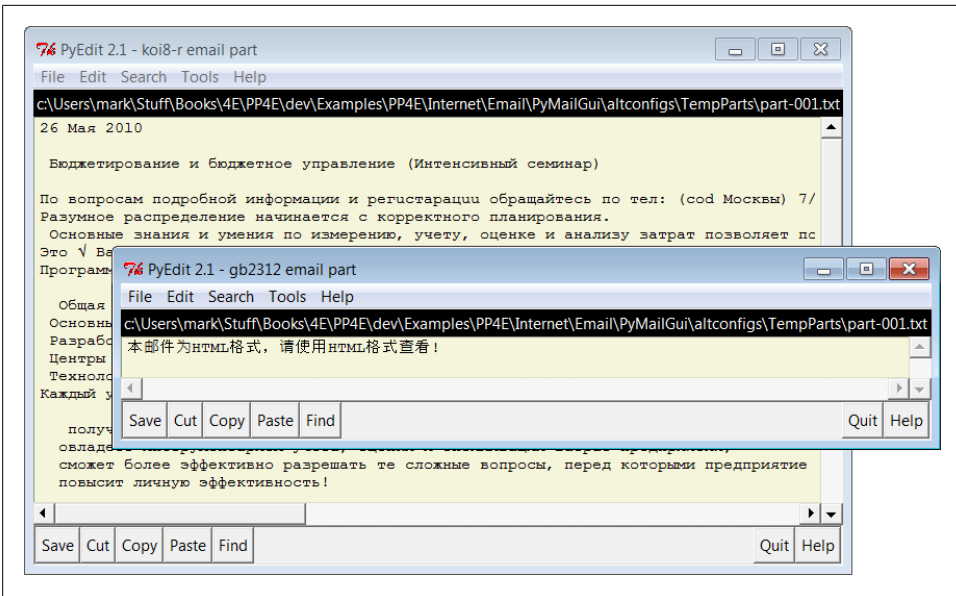 PyEdit 2.1 - koi8-r email part
File Edit Search Tools Help
c:\Users\mark\Stuff\Books\4E\PP4E\dev\Examples\PP4E\Internet\Email\PyMailGui\altconfigs\TempParts\part-001.txt
26 Мая 2010
Бюджетирование и бюджетное управление (Интенсивный семинар)
По вопросам подробной информации и регuстарацuu обращайтесь по тел: (cod Москвы) 7/
Разумное распределение начинается с корректного планирования.
Основные знания и умения по измерению, учету, оценке и анализу затрат позволяет пс
Это √ Ва
Програм
Общая
Основны
Разрабо
Центры
Техноло
Каждый у
получ
овладе
сможет более эффективно разрешать те сложные вопросы, перед которыми предприятие
повысит личную эффективность!
Save Cut Copy Paste Find Quit Help
PyEdit 2.1 - gb2312 email part
File Edit Search Tools Help
c:\Users\mark\Stuff\Books\4E\PP4E\dev\Examples\PP4E\Internet\Email\PyMailGui\altconfigs\TempParts\part-001.txt
本邮件为HTML格式，请使用HTML格式查看！
Save Cut Copy Paste Find Quit Help